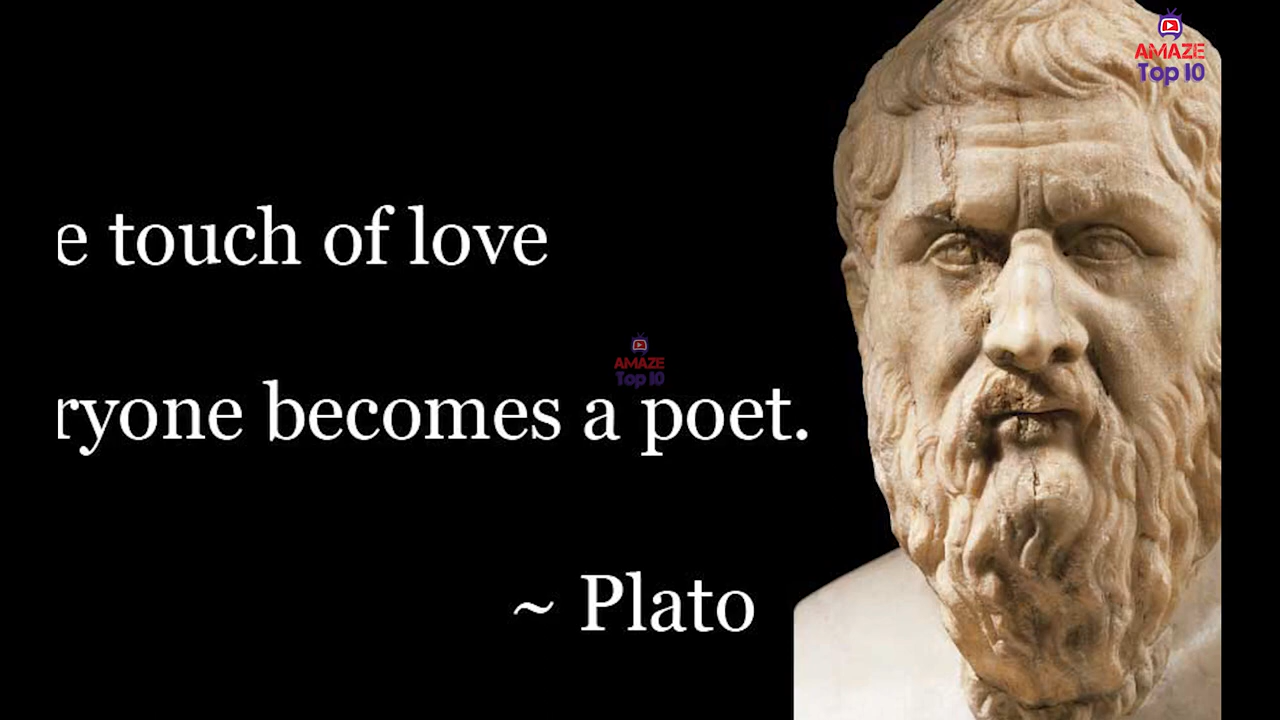 AMAZE
Top 10
e touch of love
AMAZE
Top 10
ryone becomes a poet.
~ Plato